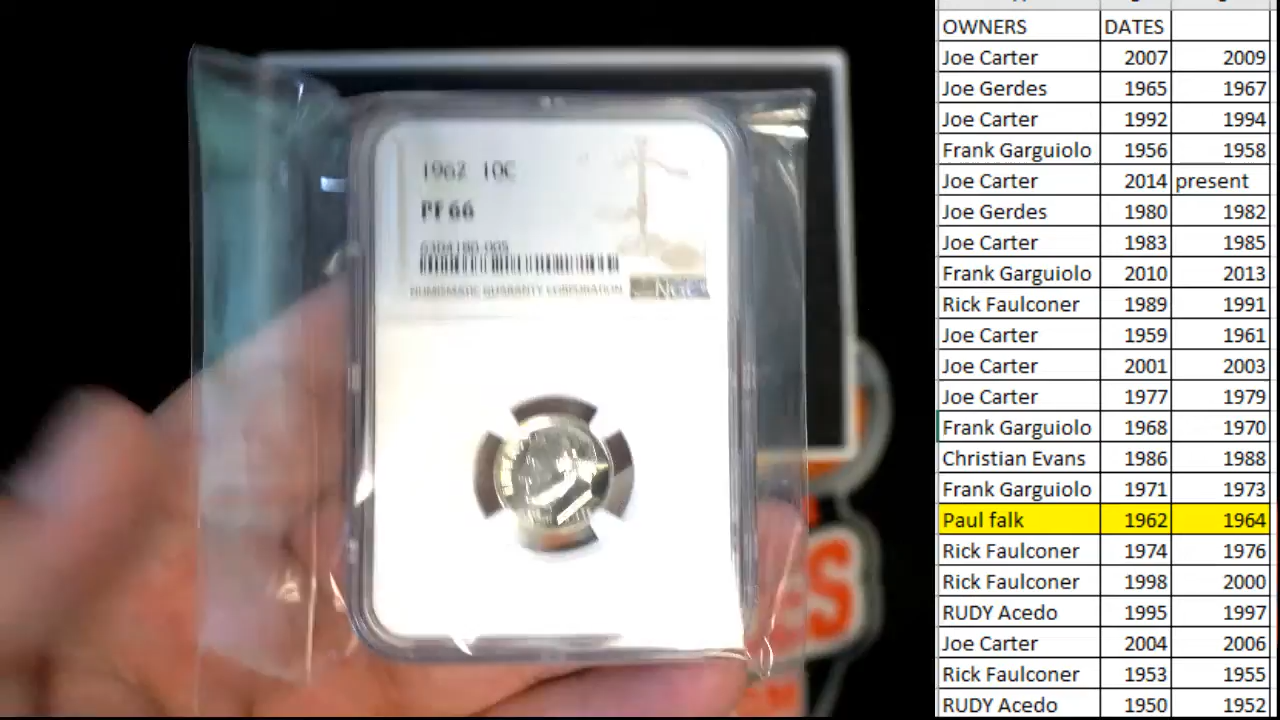 1962 10C
PF 66
6304180-005
NUMISMATIC GUARANTY CORPORATION
NGC
OWNERS DATES
Joe Carter 2007 2009
Joe Gerdes 1965 1967
Joe Carter 1992 1994
Frank Garguiolo 1956 1958
Joe Carter 2014 present
Joe Gerdes 1980 1982
Joe Carter 1983 1985
Frank Garguiolo 2010 2013
Rick Faulconer 1989 1991
Joe Carter 1959 1961
Joe Carter 2001 2003
Joe Carter 1977 1979
Frank Garguiolo 1968 1970
Christian Evans 1986 1988
Frank Garguiolo 1971 1973
Paul falk 1962 1964
Rick Faulconer 1974 1976
Rick Faulconer 1998 2000
RUDY Acedo 1995 1997
Joe Carter 2004 2006
Rick Faulconer 1953 1955
RUDY Acedo 1950 1952